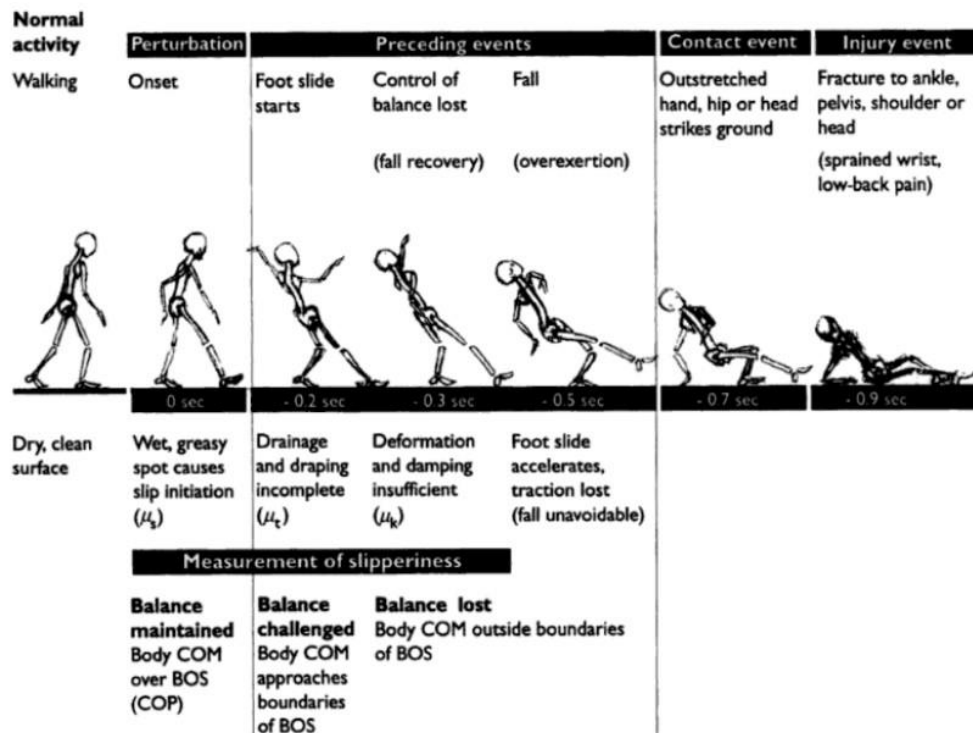 Normal
activity
Perturbation
Preceding events
Contact event
Injury event
Walking
Onset
Foot slide
starts
Control of
balance lost
(fall recovery)
Fall
(overexertion)
Outstretched
hand, hip or head
strikes ground
Fracture to ankle,
pelvis, shoulder or
head
(sprained wrist,
low-back pain)
0 sec
- 0.2 sec
- 0.3 sec
- 0.5 sec
- 0.7 sec
- 0.9 sec
Dry, clean
surface
Wet, greasy
spot causes
slip initiation
(μs)
Drainage
and draping
incomplete
(μt)
Deformation
and damping
insufficient
(μk)
Foot slide
accelerates,
traction lost
(fall unavoidable)
Measurement of slipperiness
Balance
maintained
Body COM
over BOS
(COP)
Balance
challenged
Body COM
approaches
boundaries
of BOS
Balance lost
Body COM outside boundaries
of BOS